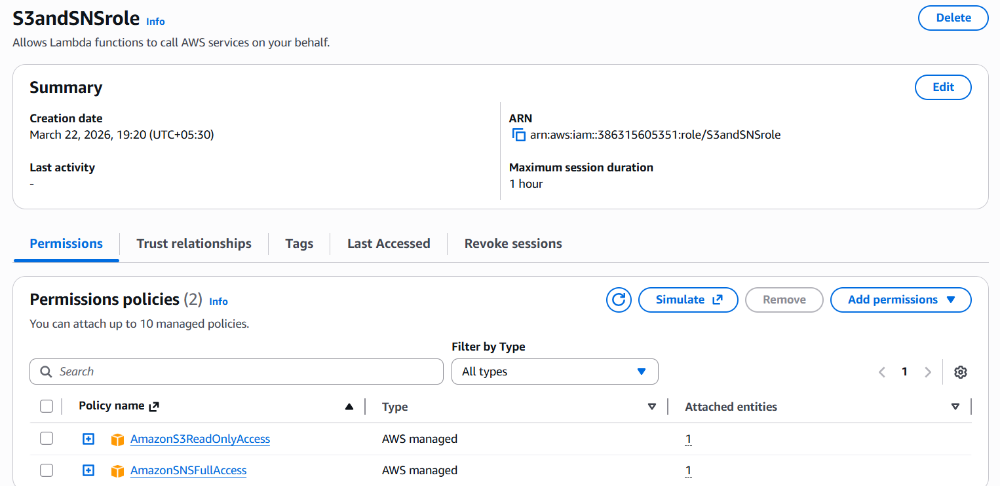 S3andSNSrole Info
Delete
Allows Lambda functions to call AWS services on your behalf.
Summary
Edit
Creation date
March 22, 2026, 19:20 (UTC+05:30)
ARN
arn:aws:iam::386315605351:role/S3andSNSrole
Last activity
-
Maximum session duration
1 hour
Permissions Trust relationships Tags Last Accessed Revoke sessions
Permissions policies (2) Info
Simulate Remove Add permissions
You can attach up to 10 managed policies.
Filter by Type
Search All types 1
Policy name Type Attached entities
AmazonS3ReadOnlyAccess AWS managed 1
AmazonSNSFullAccess AWS managed 1